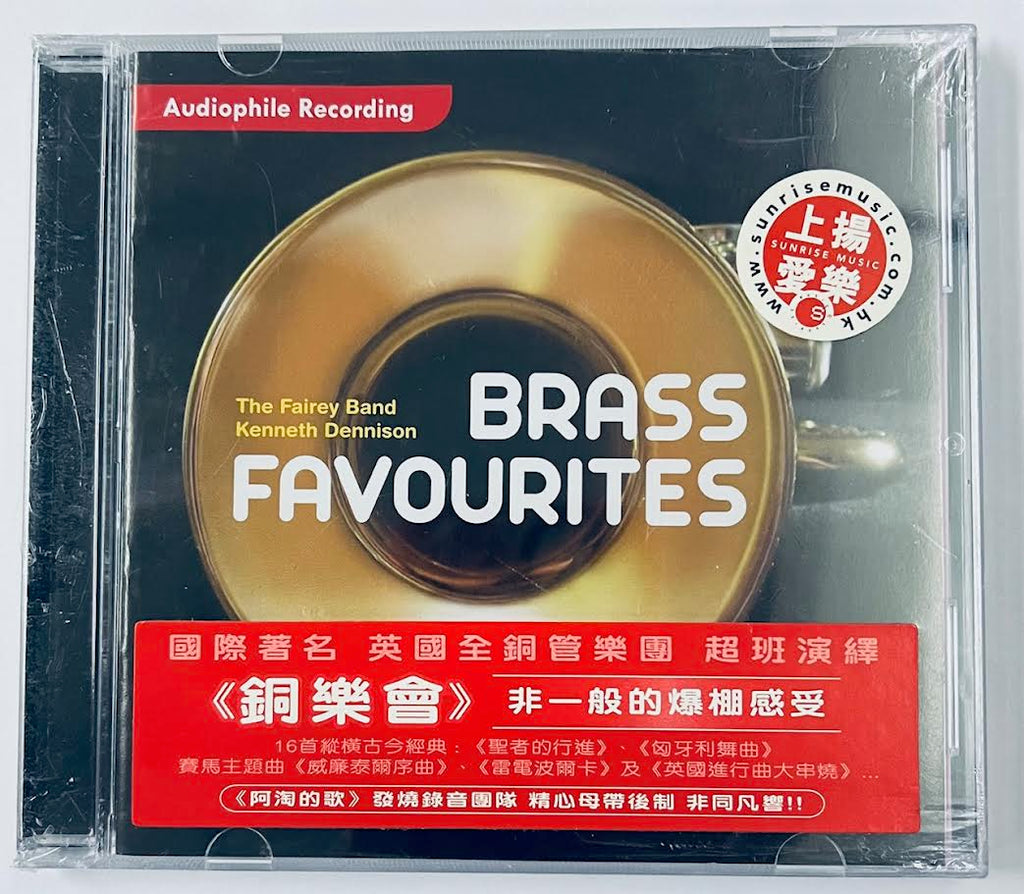 Audiophile Recording
www.sunrisemusic.com.hk
上揚
SUNRISE MUSIC
愛樂
S
The Fairey Band
Kenneth Dennison
BRASS
FAVOURITES
國際著名 英國全銅管樂團 超班演繹
《銅樂會》 非一般的爆棚感受
16首縱橫古今經典:《聖者的行進》、《匈牙利舞曲》
賽馬主題曲《威廉泰爾序曲》、《雷電波爾卡》及《英國進行曲大串燒》...
《阿淘的歌》發燒錄音團隊 精心母帶後制 非同凡響!!